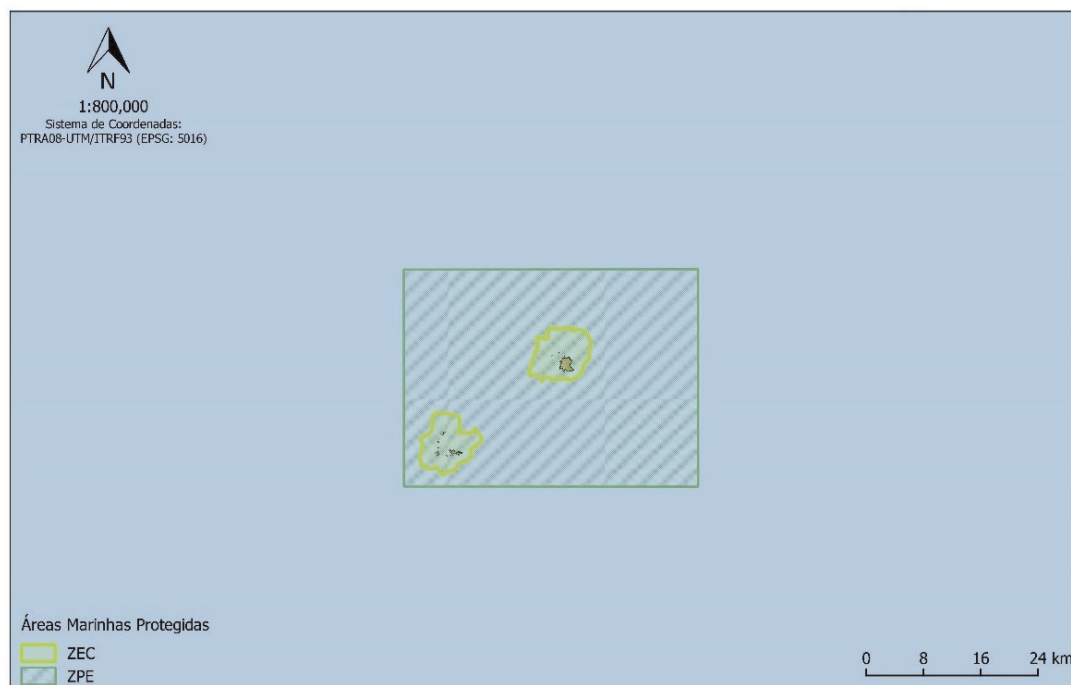 N
1:800,000
Sistema de Coordenadas:
PTRA08-UTM/ITRF93 (EPSG: 5016)
Áreas Marinhas Protegidas
ZEC
ZPE
0 8 16 24 km